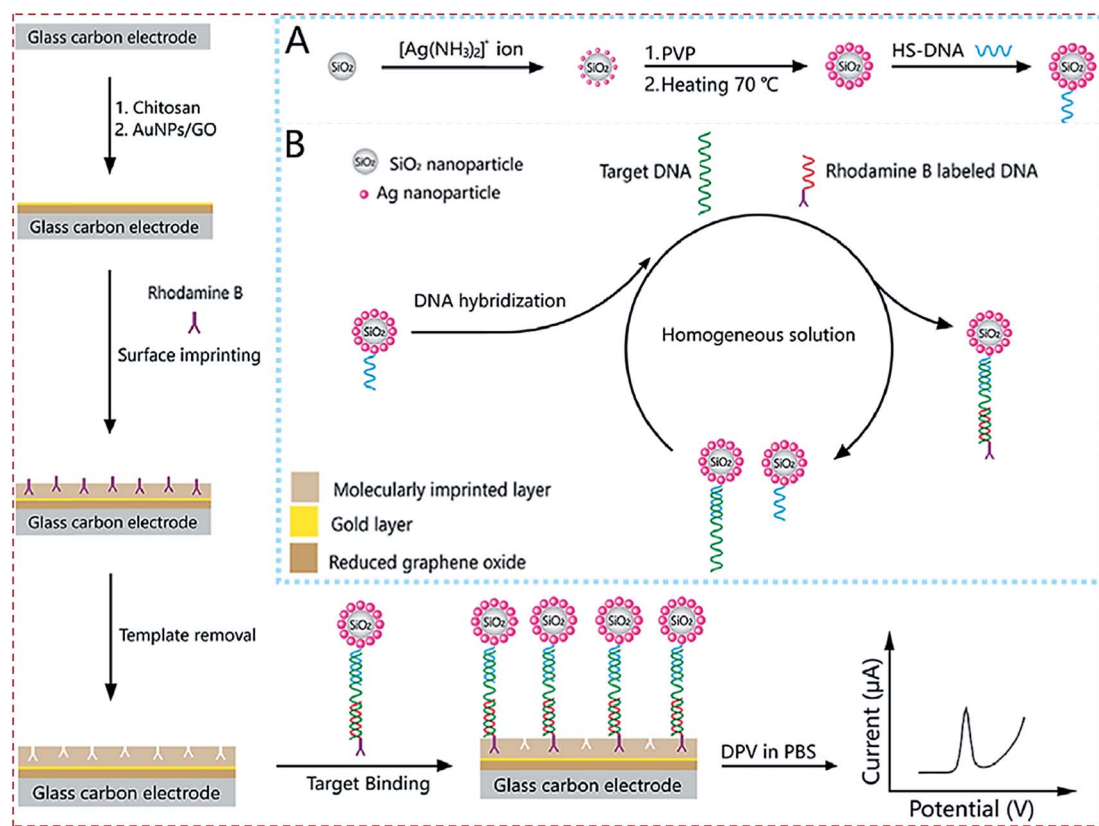 Glass carbon electrode
1. Chitosan
2. AuNPs/GO
Glass carbon electrode
Rhodamine B
Surface imprinting
Glass carbon electrode
Template removal
Glass carbon electrode
A
SiO₂
[Ag(NH₃)₂]⁺ ion
SiO₂
1.PVP
2.Heating 70 ℃
SiO₂
HS-DNA
SiO₂
B
SiO₂
SiO₂ nanoparticle
Ag nanoparticle
Target DNA
Rhodamine B labeled DNA
SiO₂
DNA hybridization
Homogeneous solution
SiO₂
SiO₂
SiO₂
Molecularly imprinted layer
Gold layer
Reduced graphene oxide
SiO₂
Target Binding
SiO₂
SiO₂
SiO₂
SiO₂
Glass carbon electrode
DPV in PBS
Current (μA)
Potential (V)